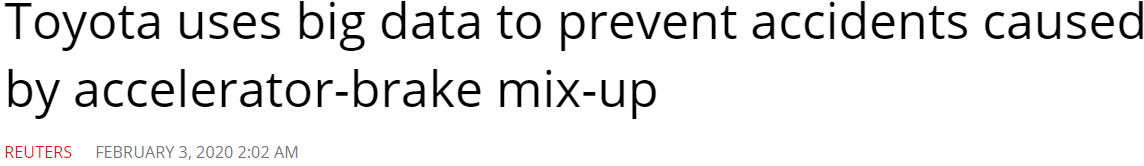 Toyota uses big data to prevent accidents caused
by accelerator-brake mix-up
REUTERS FEBRUARY 3, 2020 2:02 AM